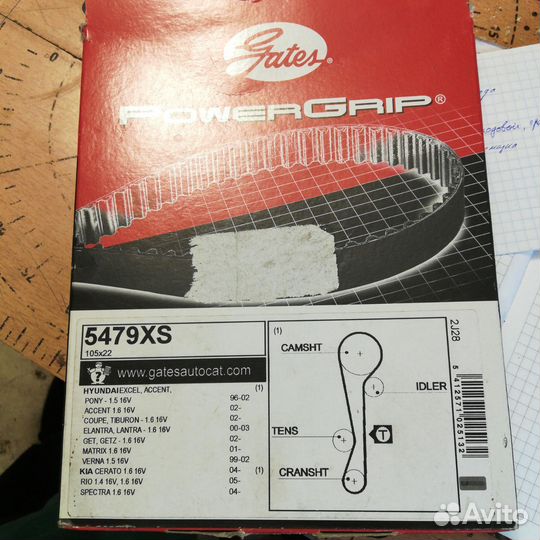 Gates®
POWERGRIP®
5479XS
105x22
www.gatesautocat.com
HYUNDAI EXCEL, ACCENT, (1)
PONY - 1.5 16V 96-02
ACCENT 1.6 16V 02-
COUPE, TIBURON - 1.6 16V 02-
ELANTRA, LANTRA - 1.6 16V 00-03
GET, GETZ - 1.6 16V 02-
MATRIX 1.6 16V 01-
VERNA 1.5 16V 99-02
KIA CERATO 1.6 16V 04- (1)
RIO 1.4 16V, 1.6 16V 05-
SPECTRA 1.6 16V 04-
(1)
CAMSHT
IDLER
TENS
T
CRANSHT
2J28
5 412571 025132
Avito